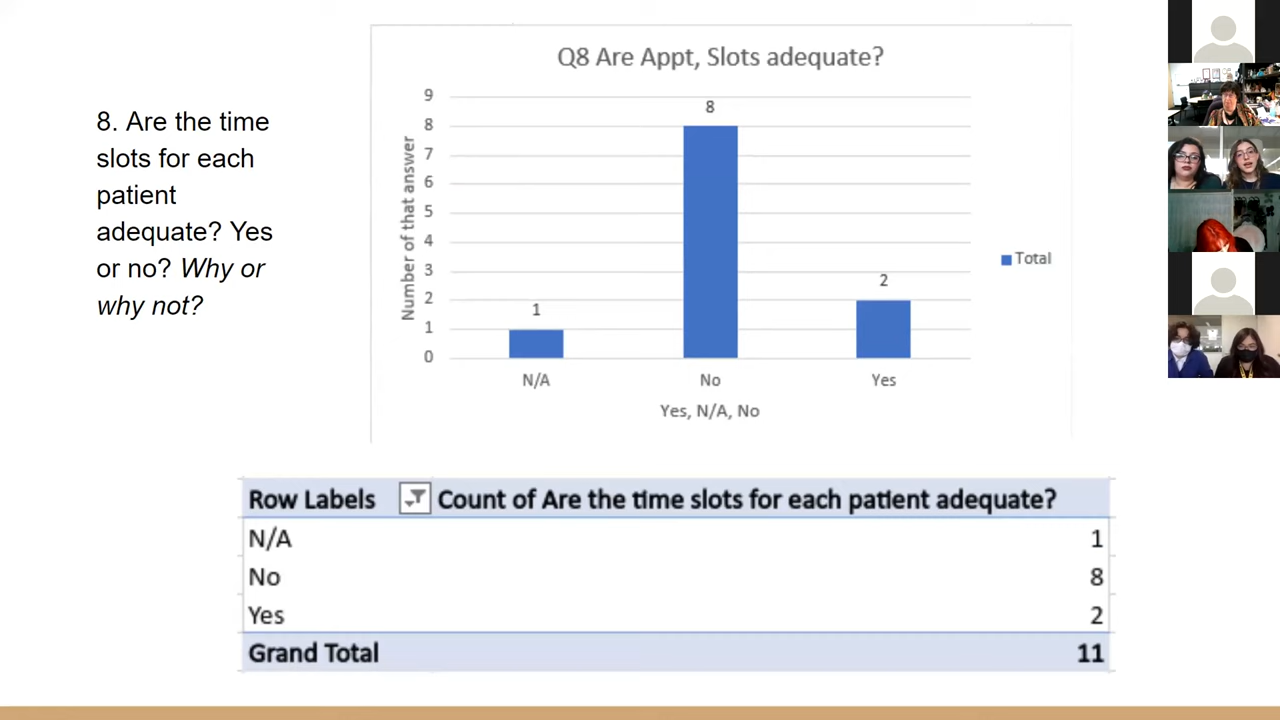 8. Are the time
slots for each
patient
adequate? Yes
or no? Why or
why not?
Q8 Are Appt, Slots adequate?
Number of that answer
9
8
7
6
5
4
3
2
1
0
1
8
2
N/A
No
Yes
Yes, N/A, No
Total
Row Labels Count of Are the time slots for each patient adequate?
N/A 1
No 8
Yes 2
Grand Total 11